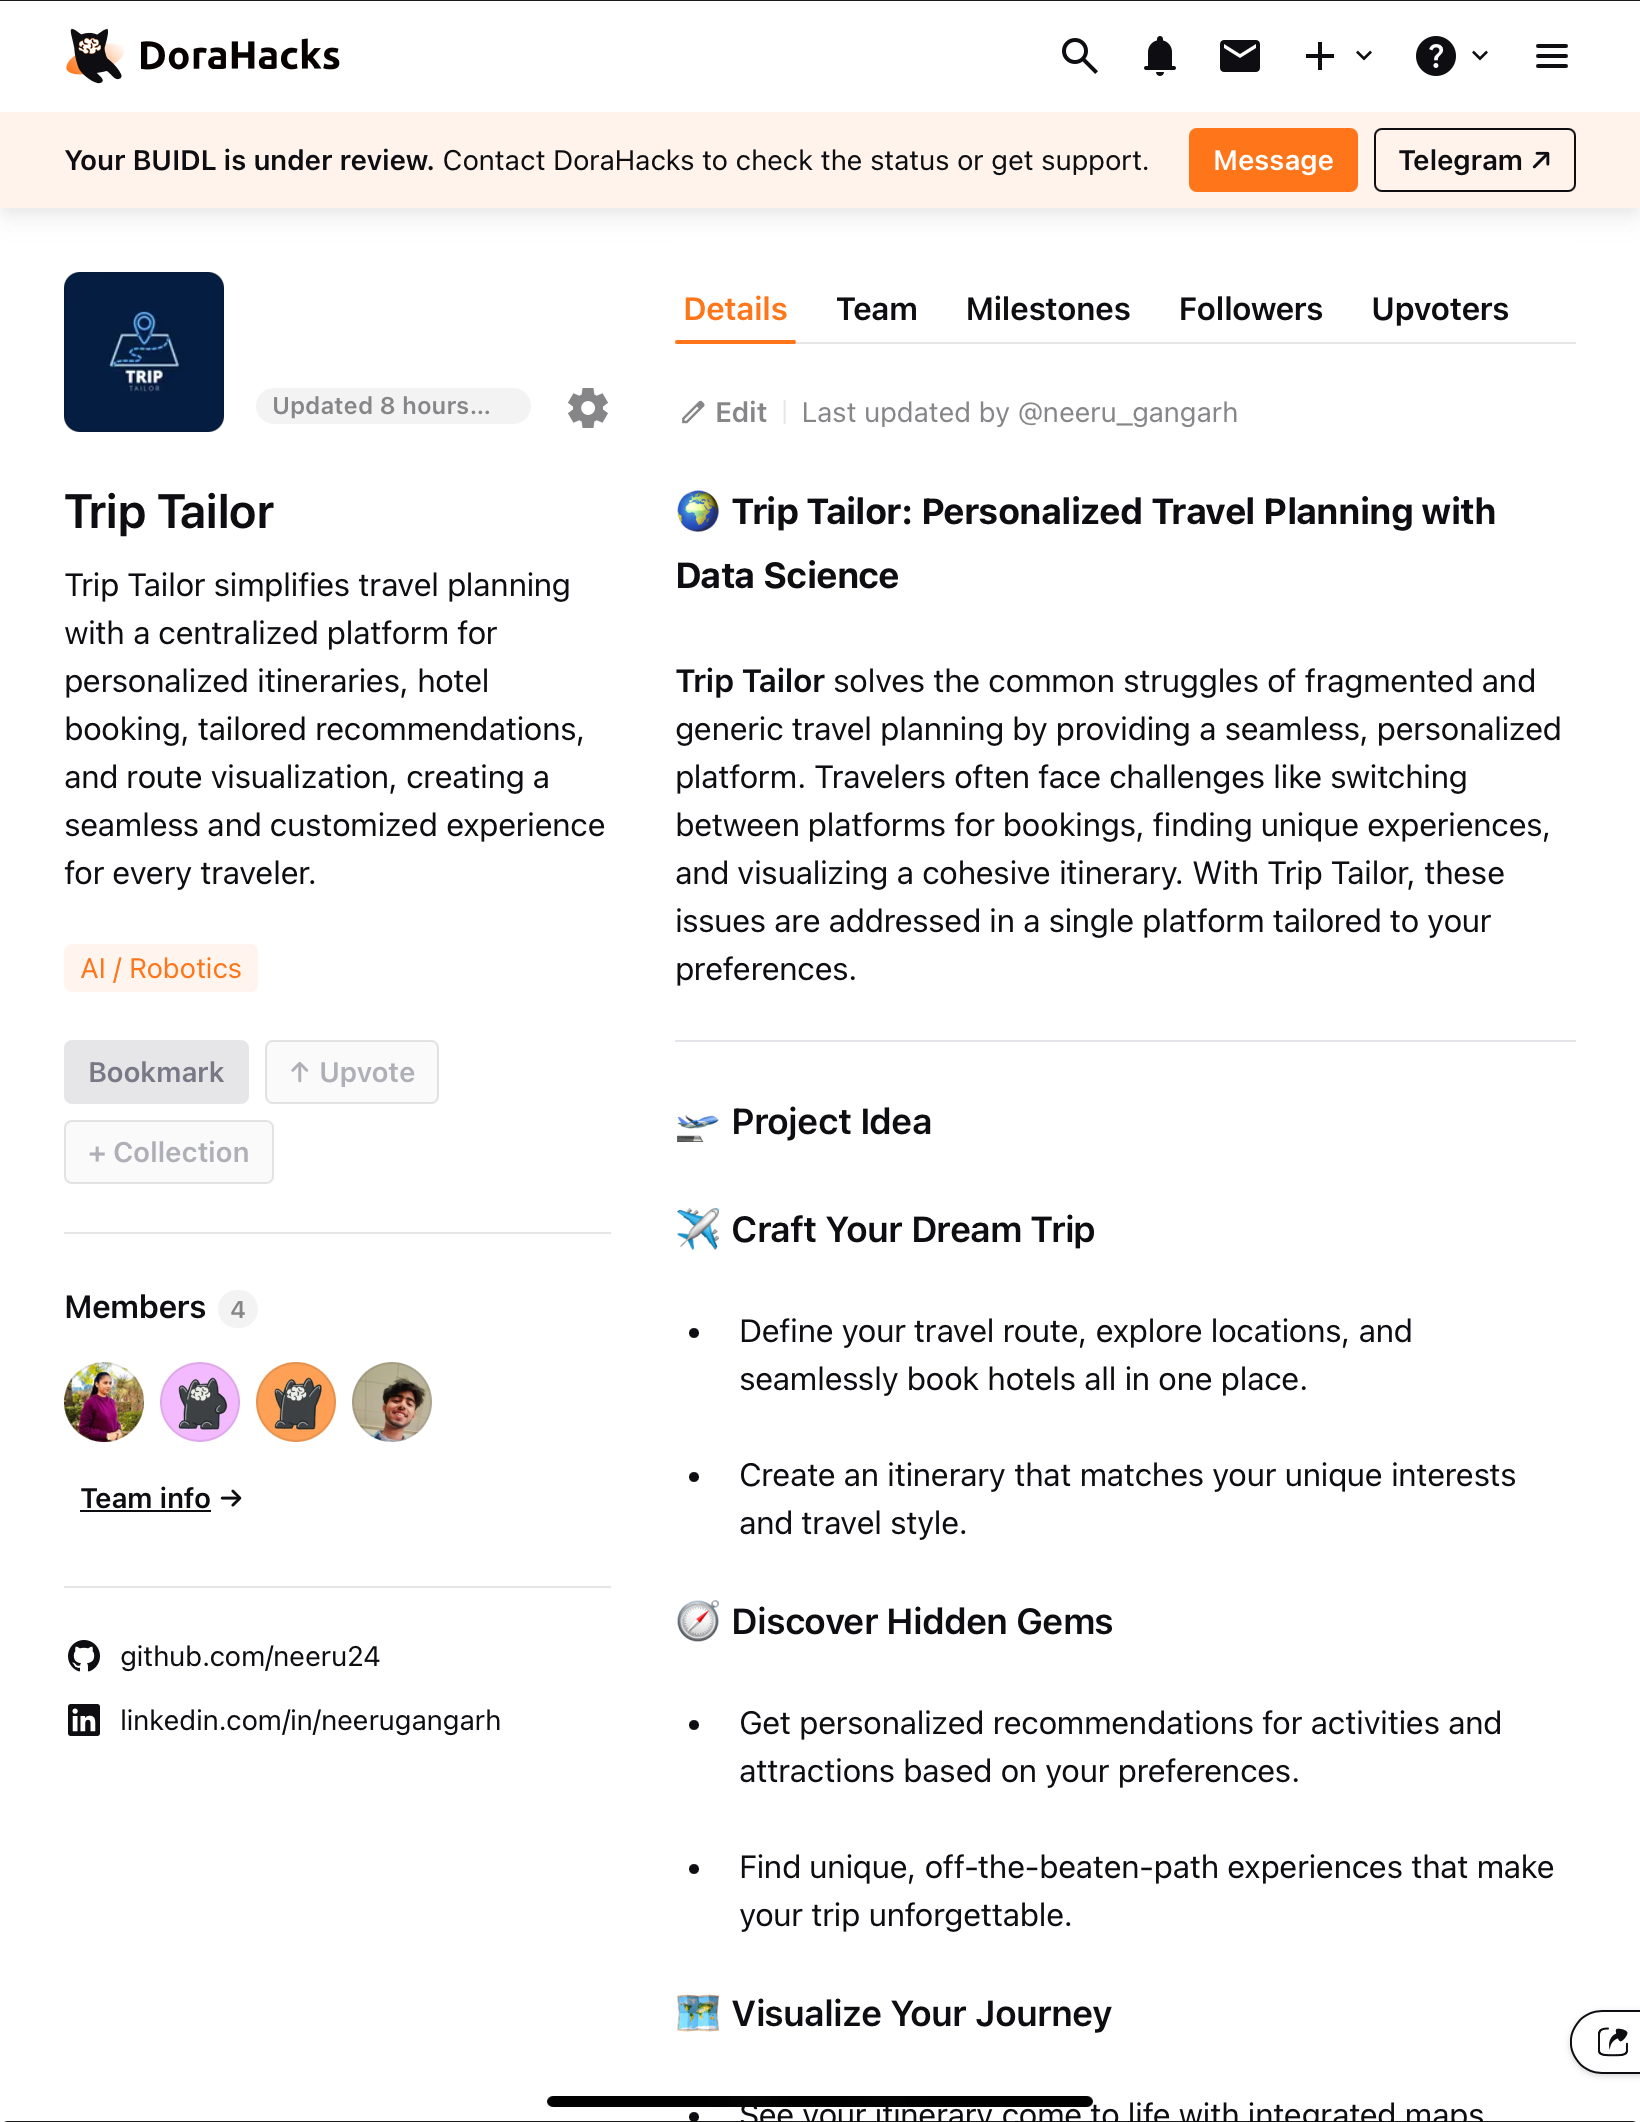 DoraHacks
Your BUIDL is under review. Contact DoraHacks to check the status or get support.
Message
Telegram
TRIP
TAILOR
Updated 8 hours...
Trip Tailor
Trip Tailor simplifies travel planning
with a centralized platform for
personalized itineraries, hotel
booking, tailored recommendations,
and route visualization, creating a
seamless and customized experience
for every traveler.
AI / Robotics
Bookmark
↑ Upvote
+ Collection
Members 4
Team info →
github.com/neeru24
linkedin.com/in/neerugangarh
Details Team Milestones Followers Upvoters
Edit Last updated by @neeru_gangarh
🌍 Trip Tailor: Personalized Travel Planning with
Data Science
Trip Tailor solves the common struggles of fragmented and
generic travel planning by providing a seamless, personalized
platform. Travelers often face challenges like switching
between platforms for bookings, finding unique experiences,
and visualizing a cohesive itinerary. With Trip Tailor, these
issues are addressed in a single platform tailored to your
preferences.
🛫 Project Idea
✈️ Craft Your Dream Trip
• Define your travel route, explore locations, and
seamlessly book hotels all in one place.
• Create an itinerary that matches your unique interests
and travel style.
🧭 Discover Hidden Gems
• Get personalized recommendations for activities and
attractions based on your preferences.
• Find unique, off-the-beaten-path experiences that make
your trip unforgettable.
🗺️ Visualize Your Journey
• See your itinerary come to life with integrated maps